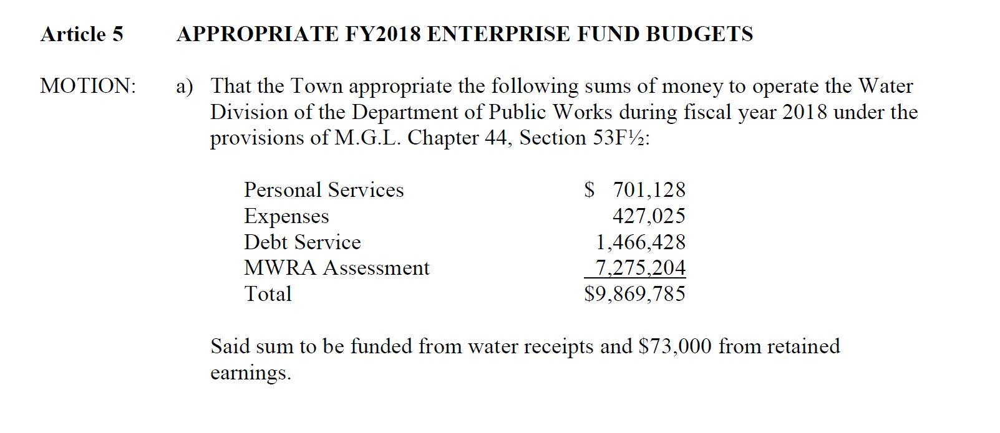 Article 5 APPROPRIATE FY2018 ENTERPRISE FUND BUDGETS
MOTION: a) That the Town appropriate the following sums of money to operate the Water
Division of the Department of Public Works during fiscal year 2018 under the
provisions of M.G.L. Chapter 44, Section 53F½:
Personal Services $ 701,128
Expenses 427,025
Debt Service 1,466,428
MWRA Assessment 7,275,204
Total $9,869,785
Said sum to be funded from water receipts and $73,000 from retained
earnings.